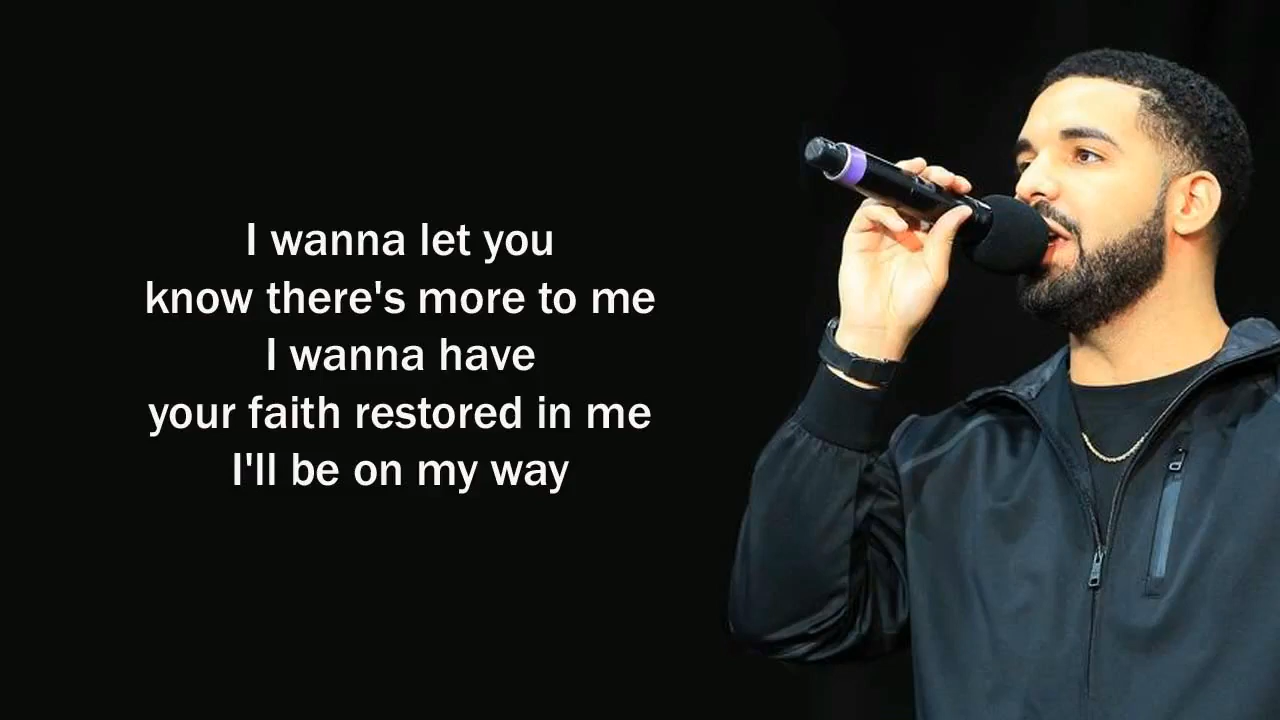 I wanna let you
know there's more to me
I wanna have
your faith restored in me
I'll be on my way